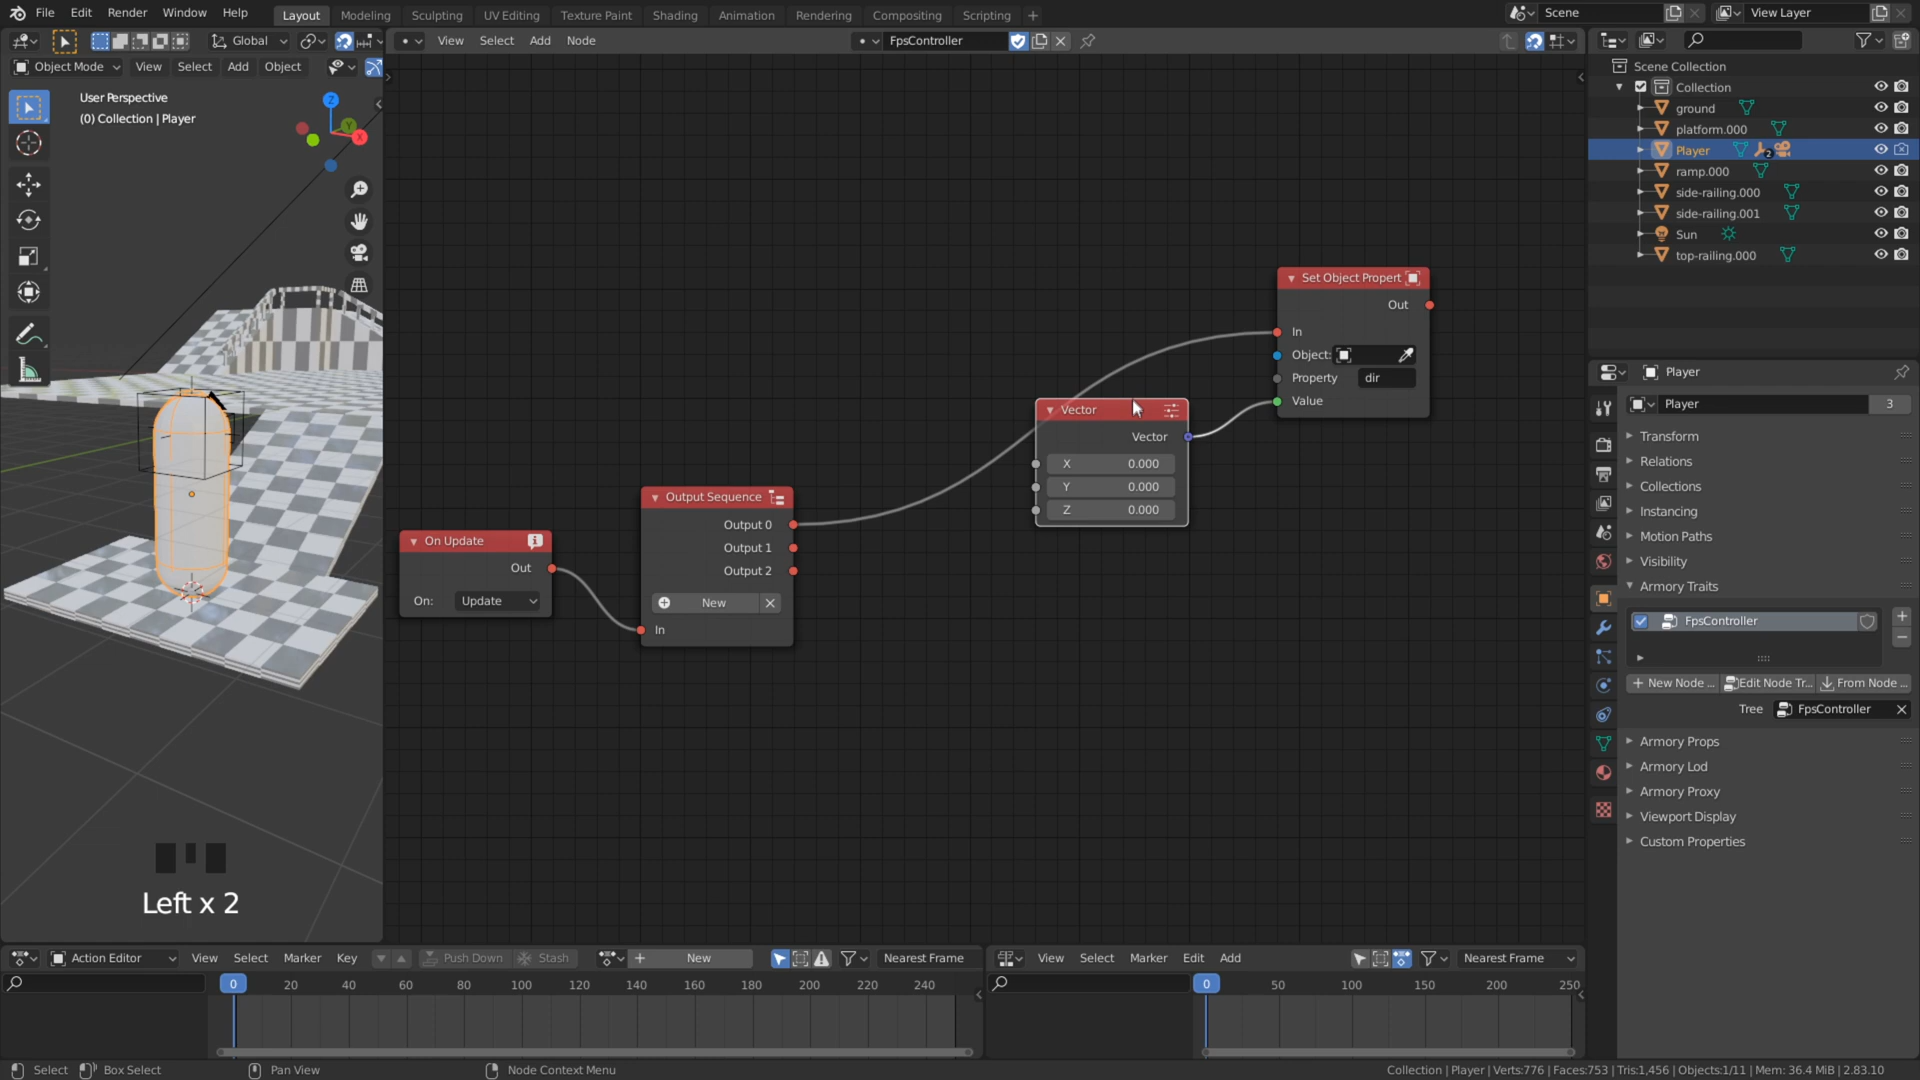 File Edit Render Window Help Layout Modeling Sculpting UV Editing Texture Paint Shading Animation Rendering Compositing Scripting + Scene View Layer
Global View Select Add Node FpsController
Object Mode View Select Add Object
User Perspective
(0) Collection | Player
Z
Y
X
Left x 2
On Update
Out
On: Update
Output Sequence
Output 0
Output 1
Output 2
New
In
Vector
Vector
X 0.000
Y 0.000
Z 0.000
Set Object Propert
Out
In
Object:
Property dir
Value
Scene Collection
Collection
ground
platform.000
Player 2
ramp.000
side-railing.000
side-railing.001
Sun
top-railing.000
Player
Player 3
Transform
Relations
Collections
Instancing
Motion Paths
Visibility
Armory Traits
FpsController
New Node ... Edit Node Tr... From Node ...
Tree FpsController
Armory Props
Armory Lod
Armory Proxy
Viewport Display
Custom Properties
Action Editor View Select Marker Key Push Down Stash New Nearest Frame
0 20 40 60 80 100 120 140 160 180 200 220 240
View Select Marker Edit Add Nearest Frame
0 50 100 150 200 250
Select Box Select Pan View Node Context Menu Collection | Player | Verts:776 | Faces:753 | Tris:1,456 | Objects:1/11 | Mem: 36.4 MiB | 2.83.10